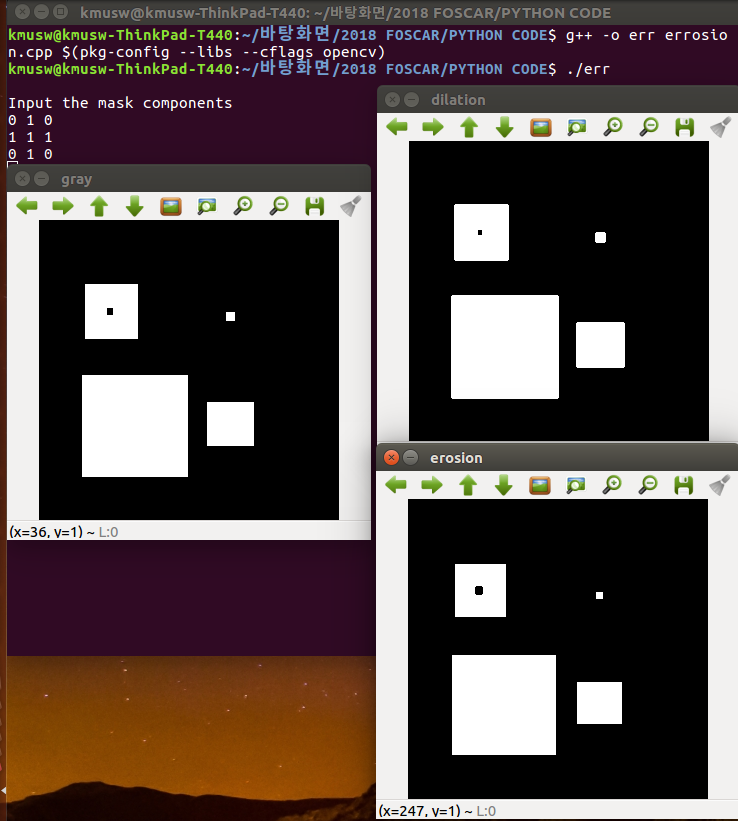 kmusw@kmusw-ThinkPad-T440: ~/바탕화면/2018 FOSCAR/PYTHON CODE
kmusw@kmusw-ThinkPad-T440:~/바탕화면/2018 FOSCAR/PYTHON CODE$ g++ -o err errosio
n.cpp $(pkg-config --libs --cflags opencv)
kmusw@kmusw-ThinkPad-T440:~/바탕화면/2018 FOSCAR/PYTHON CODE$ ./err
Input the mask components
0 1 0
1 1 1
0 1 0
dilation
gray
(x=36, y=1) ~ L:0
erosion
(x=247, y=1) ~ L:0